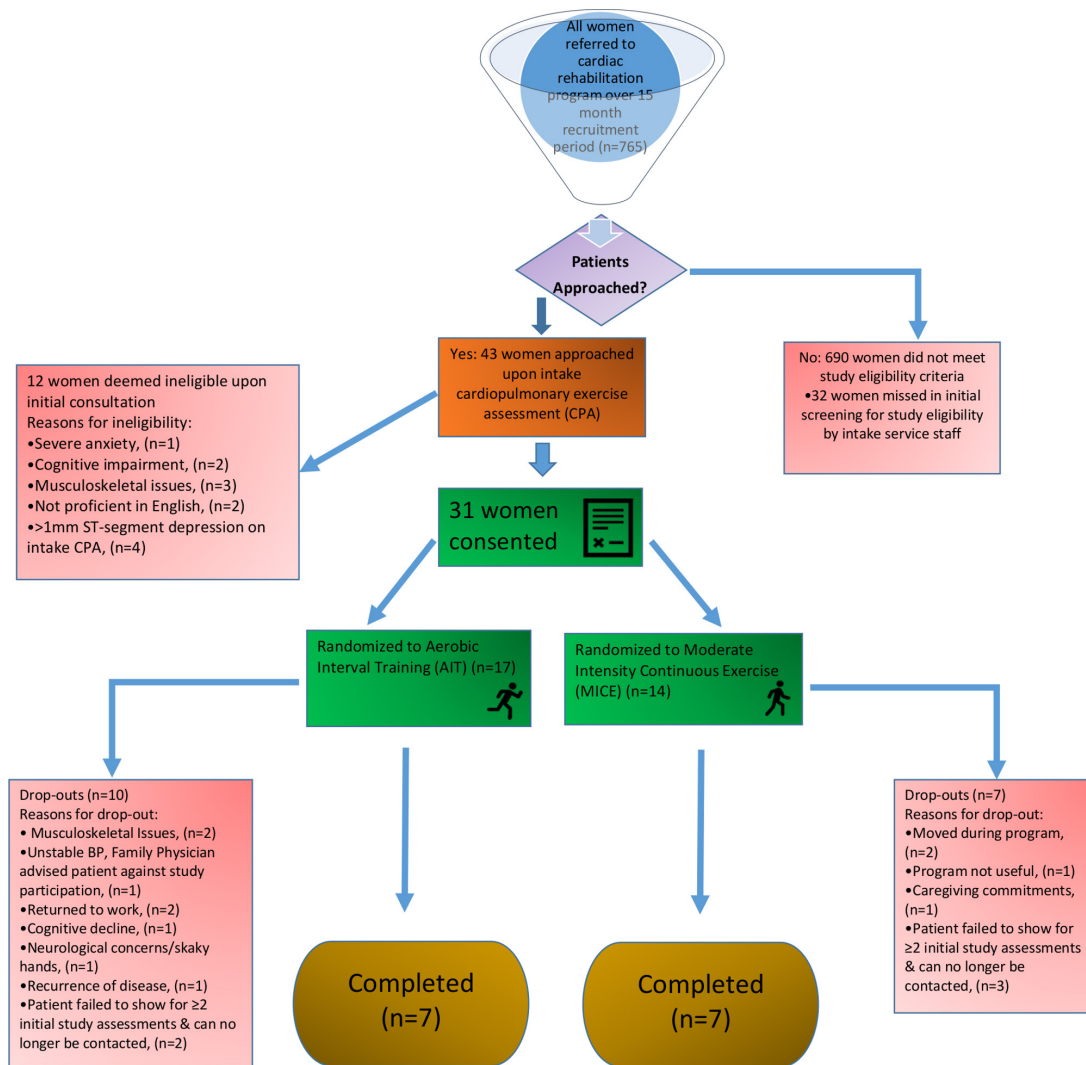 All women
referred to
cardiac
rehabilitation
program over 15
month
recruitment
period (n=765)
Patients
Approached?
Yes: 43 women approached
upon intake
cardiopulmonary exercise
assessment (CPA)
No: 690 women did not meet
study eligibility criteria
•32 women missed in initial
screening for study eligibility
by intake service staff
12 women deemed ineligible upon
initial consultation
Reasons for ineligibility:
•Severe anxiety, (n=1)
•Cognitive impairment, (n=2)
•Musculoskeletal issues, (n=3)
•Not proficient in English, (n=2)
•>1mm ST-segment depression on
intake CPA, (n=4)
31 women
consented
Randomized to Aerobic
Interval Training (AIT) (n=17)
Randomized to Moderate
Intensity Continuous Exercise
(MICE) (n=14)
Drop-outs (n=10)
Reasons for drop-out:
• Musculoskeletal Issues, (n=2)
•Unstable BP, Family Physician
advised patient against study
participation, (n=1)
•Returned to work, (n=2)
•Cognitive decline, (n=1)
•Neurological concerns/skaky
hands, (n=1)
•Recurrence of disease, (n=1)
•Patient failed to show for ≥2
initial study assessments & can no
longer be contacted, (n=2)
Completed
(n=7)
Completed
(n=7)
Drop-outs (n=7)
Reasons for drop-out:
•Moved during program,
(n=2)
•Program not useful, (n=1)
•Caregiving commitments,
(n=1)
•Patient failed to show for
≥2 initial study assessments
& can no longer be
contacted, (n=3)